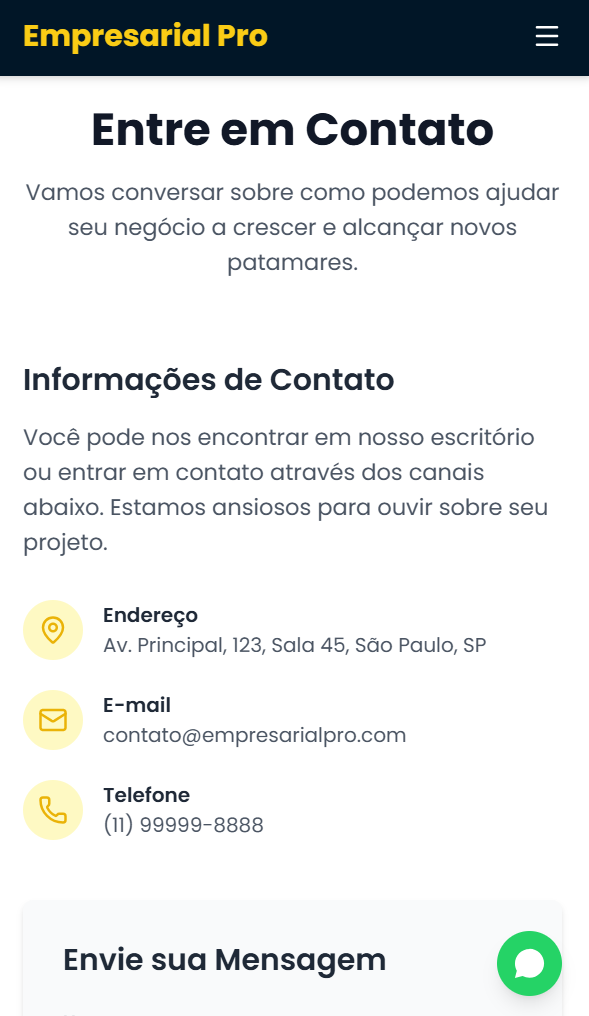 Empresarial Pro
Entre em Contato
Vamos conversar sobre como podemos ajudar
seu negócio a crescer e alcançar novos
patamares.
Informações de Contato
Você pode nos encontrar em nosso escritório
ou entrar em contato através dos canais
abaixo. Estamos ansiosos para ouvir sobre seu
projeto.
Endereço
Av. Principal, 123, Sala 45, São Paulo, SP
E-mail
contato@empresarialpro.com
Telefone
(11) 99999-8888
Envie sua Mensagem